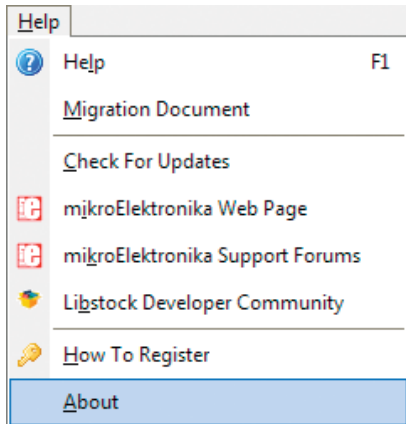 Help
Help F1
Migration Document
Check For Updates
mikroElektronika Web Page
mikroElektronika Support Forums
Libstock Developer Community
How To Register
About